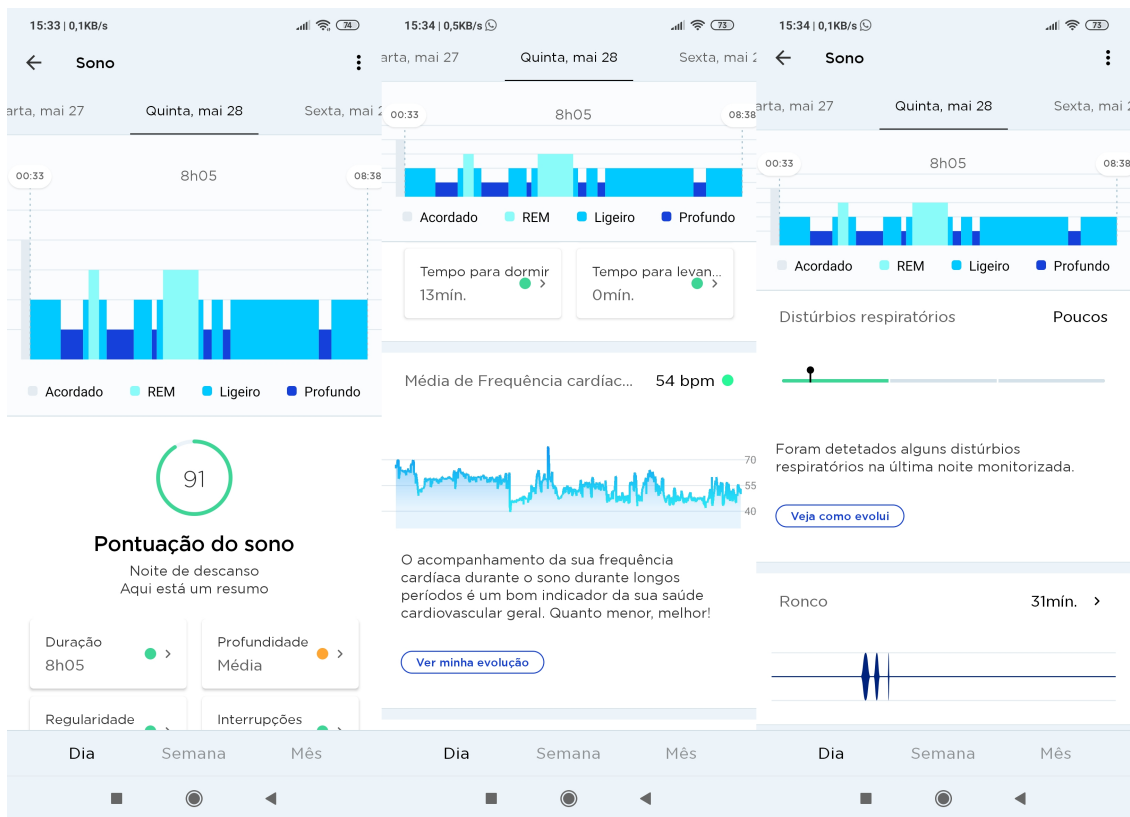 15:33 | 0,1KB/s
74
Sono
arta, mai 27
Quinta, mai 28
Sexta, mai 2
00:33
8h05
08:38
Acordado
REM
Ligeiro
Profundo
91
Pontuação do sono
Noite de descanso
Aqui está um resumo
Duração
8h05
Profundidade
Média
Regularidade
Interrupções
Dia
Semana
Mês
15:34 | 0,5KB/s
73
arta, mai 27
Quinta, mai 28
Sexta, mai 2
00:33
8h05
08:38
Acordado
REM
Ligeiro
Profundo
Tempo para dormir
13mín.
Tempo para levan...
0mín.
Média de Frequência cardíac...
54 bpm
70
55
40
O acompanhamento da sua frequência
cardíaca durante o sono durante longos
períodos é um bom indicador da sua saúde
cardiovascular geral. Quanto menor, melhor!
Ver minha evolução
Dia
Semana
Mês
15:34 | 0,1KB/s
73
Sono
arta, mai 27
Quinta, mai 28
Sexta, mai 2
00:33
8h05
08:38
Acordado
REM
Ligeiro
Profundo
Distúrbios respiratórios
Poucos
Foram detetados alguns distúrbios
respiratórios na última noite monitorizada.
Veja como evolui
Ronco
31mín.
Dia
Semana
Mês